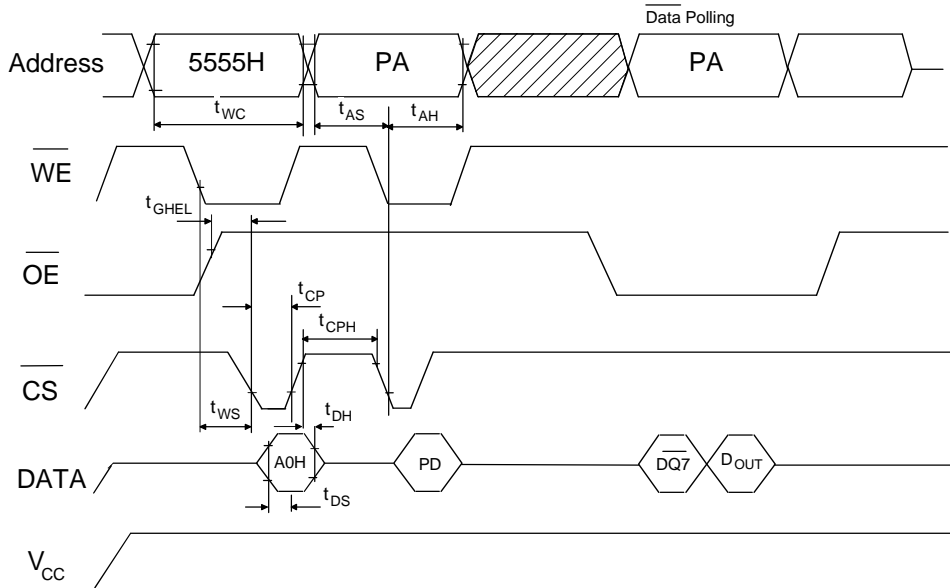 Data Polling
Address 5555H PA PA
tWC tAS tAH
WE
tGHEL
OE
tCP
tCPH
CS
tWS tDH
DATA A0H PD DQ7 DOUT
tDS
VCC